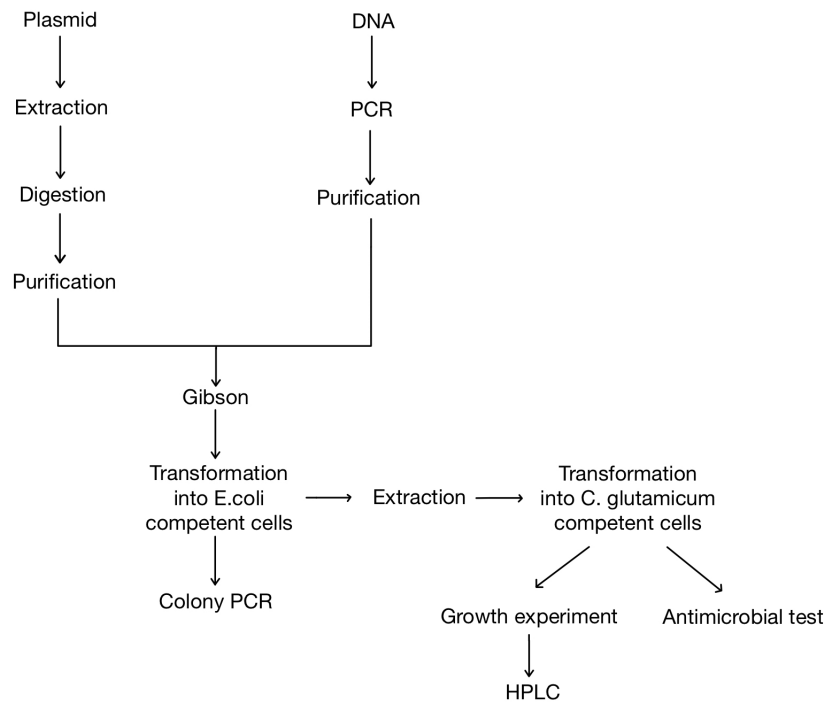 Plasmid
DNA
Extraction
PCR
Digestion
Purification
Purification
Gibson
Transformation
into E.coli
competent cells
Extraction
Transformation
into C. glutamicum
competent cells
Colony PCR
Growth experiment
Antimicrobial test
HPLC